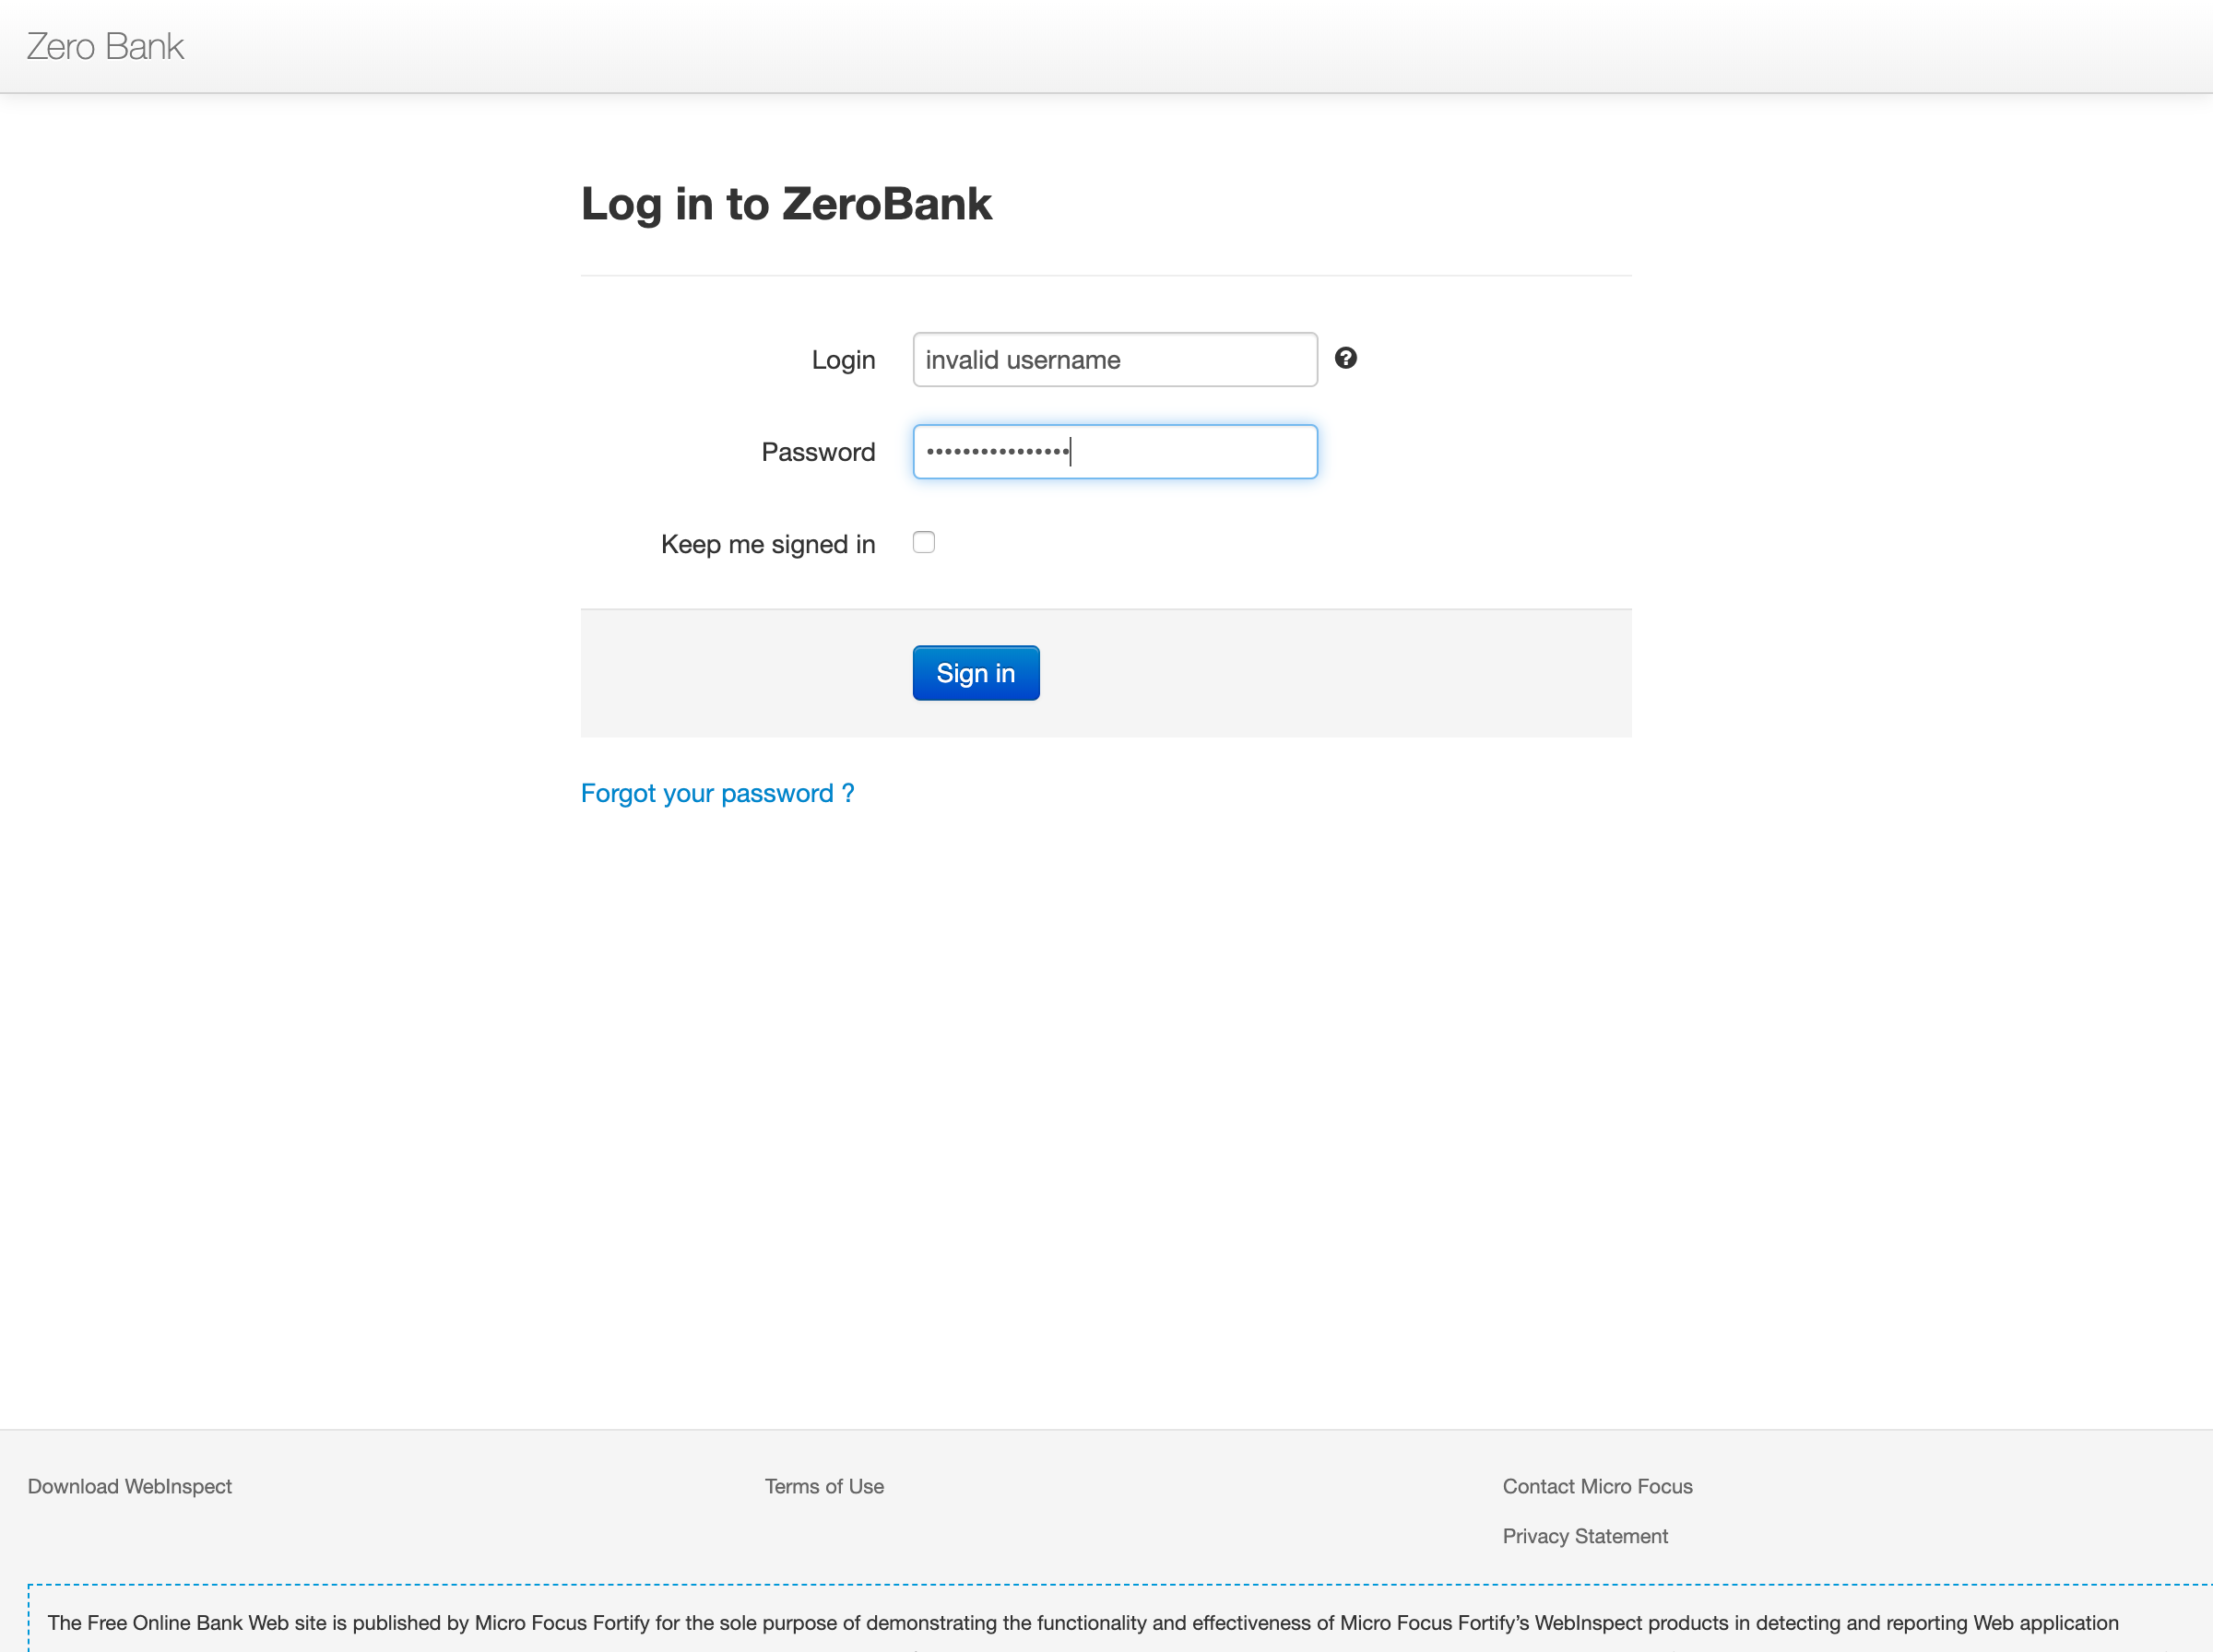 Zero Bank
Log in to ZeroBank
Login invalid username
Password ••••••••••••••••
Keep me signed in
Sign in
Forgot your password ?
Download WebInspect Terms of Use Contact Micro Focus
Privacy Statement
The Free Online Bank Web site is published by Micro Focus Fortify for the sole purpose of demonstrating the functionality and effectiveness of Micro Focus Fortify’s WebInspect products in detecting and reporting Web application